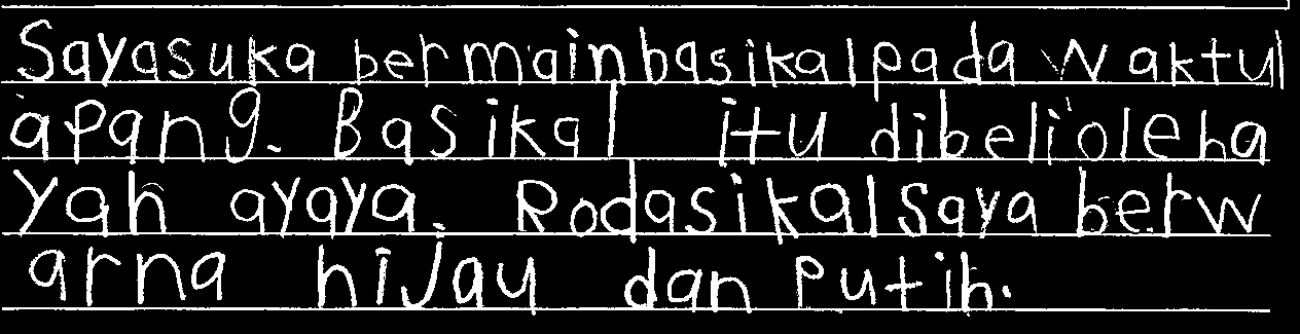 Sayasuka bermainbasikalpada waktul
apang. Basikal itu dibelioleha
yah ayaya. Rodasikalsaya berw
arna hijau dan Putih.